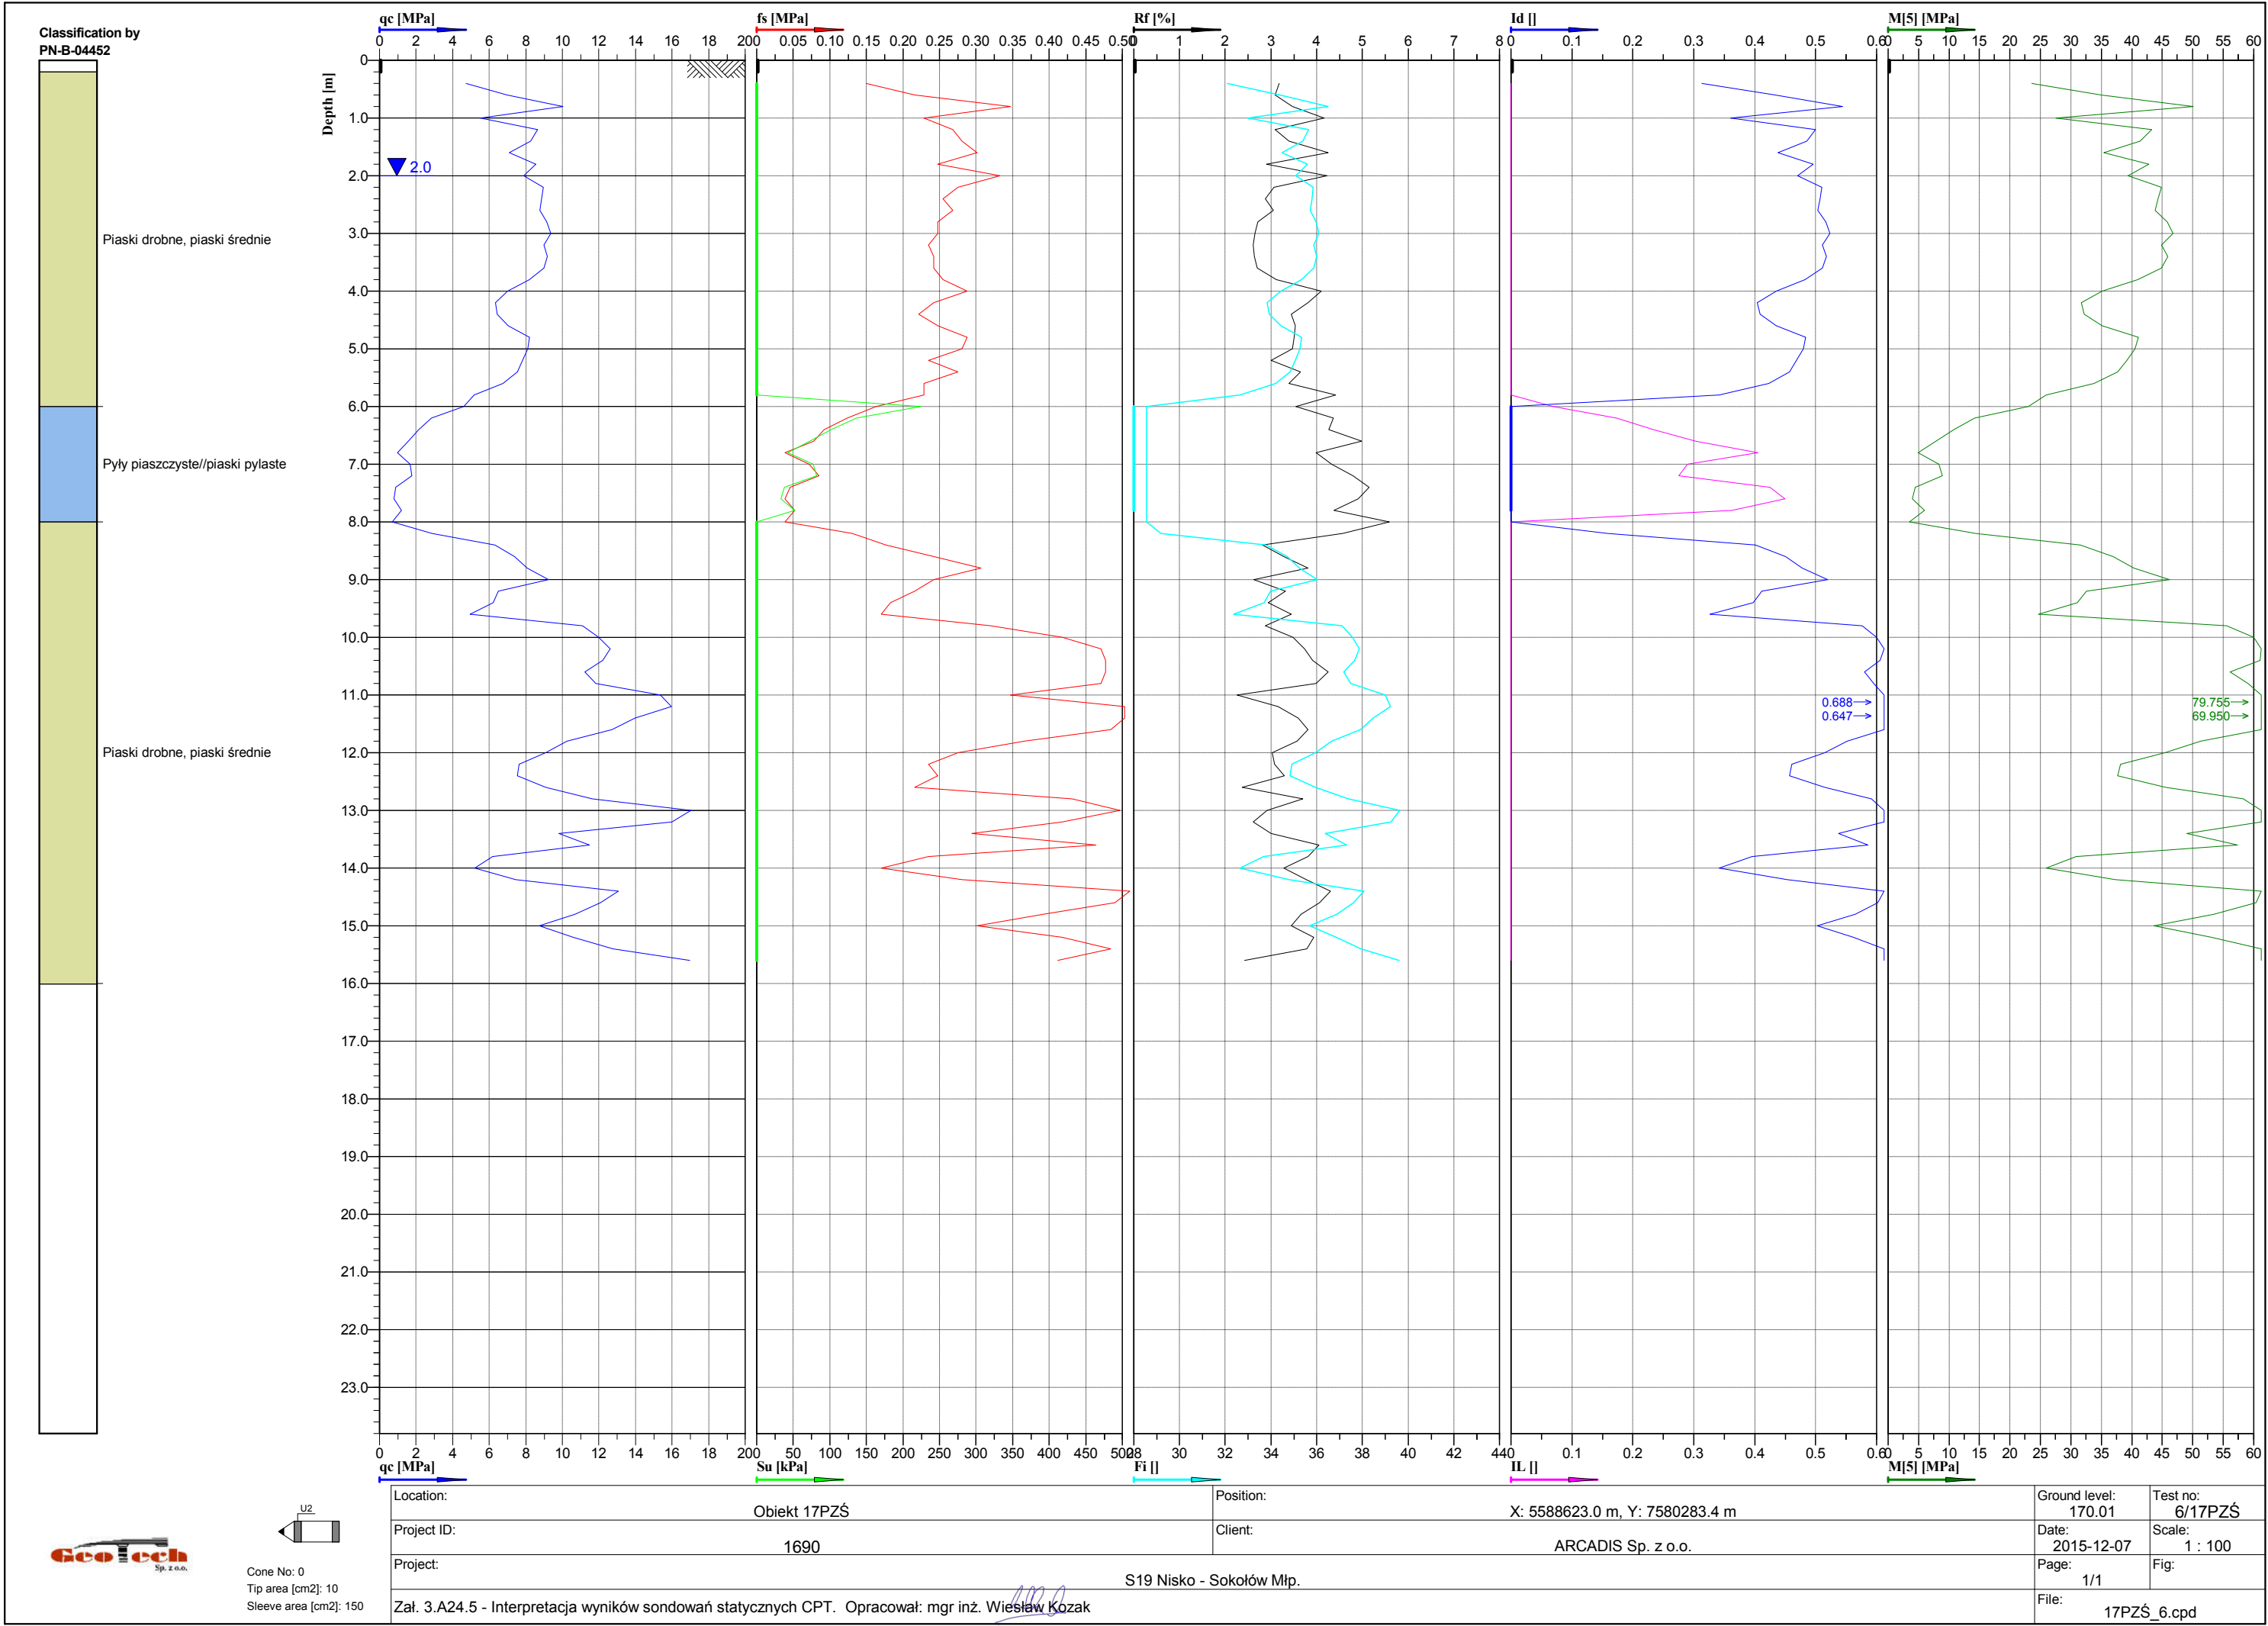 Classification by
PN-B-04452
qc [MPa]
fs [MPa]
Rf [%]
Id []
M[5] [MPa]
0 2 4 6 8 10 12 14 16 18 20
0 0.05 0.10 0.15 0.20 0.25 0.30 0.35 0.40 0.45 0.50
0 1 2 3 4 5 6 7 8
0 0.1 0.2 0.3 0.4 0.5 0.6
0 5 10 15 20 25 30 35 40 45 50 55 60
Depth [m]
0
1.0
2.0
2.0
3.0
Piaski drobne, piaski średnie
4.0
5.0
6.0
7.0
Pyły piaszczyste//piaski pylaste
8.0
9.0
10.0
11.0
0.688
79.755
0.647
69.950
12.0
Piaski drobne, piaski średnie
13.0
14.0
15.0
16.0
17.0
18.0
19.0
20.0
21.0
22.0
23.0
0 2 4 6 8 10 12 14 16 18 20
0 50 100 150 200 250 300 350 400 450 500
28 30 32 34 36 38 40 42 44
0 0.1 0.2 0.3 0.4 0.5 0.6
0 5 10 15 20 25 30 35 40 45 50 55 60
qc [MPa]
Su [kPa]
Fi []
IL []
M[5] [MPa]
GeoTech
Sp. z o.o.
U2
Cone No: 0
Tip area [cm2]: 10
Sleeve area [cm2]: 150
Location:
Obiekt 17PZŚ
Position:
X: 5588623.0 m, Y: 7580283.4 m
Ground level:
170.01
Test no:
6/17PZŚ
Project ID:
1690
Client:
ARCADIS Sp. z o.o.
Date:
2015-12-07
Scale:
1 : 100
Project:
S19 Nisko - Sokołów Młp.
Page:
1/1
Fig:
Zał. 3.A24.5 - Interpretacja wyników sondowań statycznych CPT. Opracował: mgr inż. Wiesław Kozak
File:
17PZŚ_6.cpd